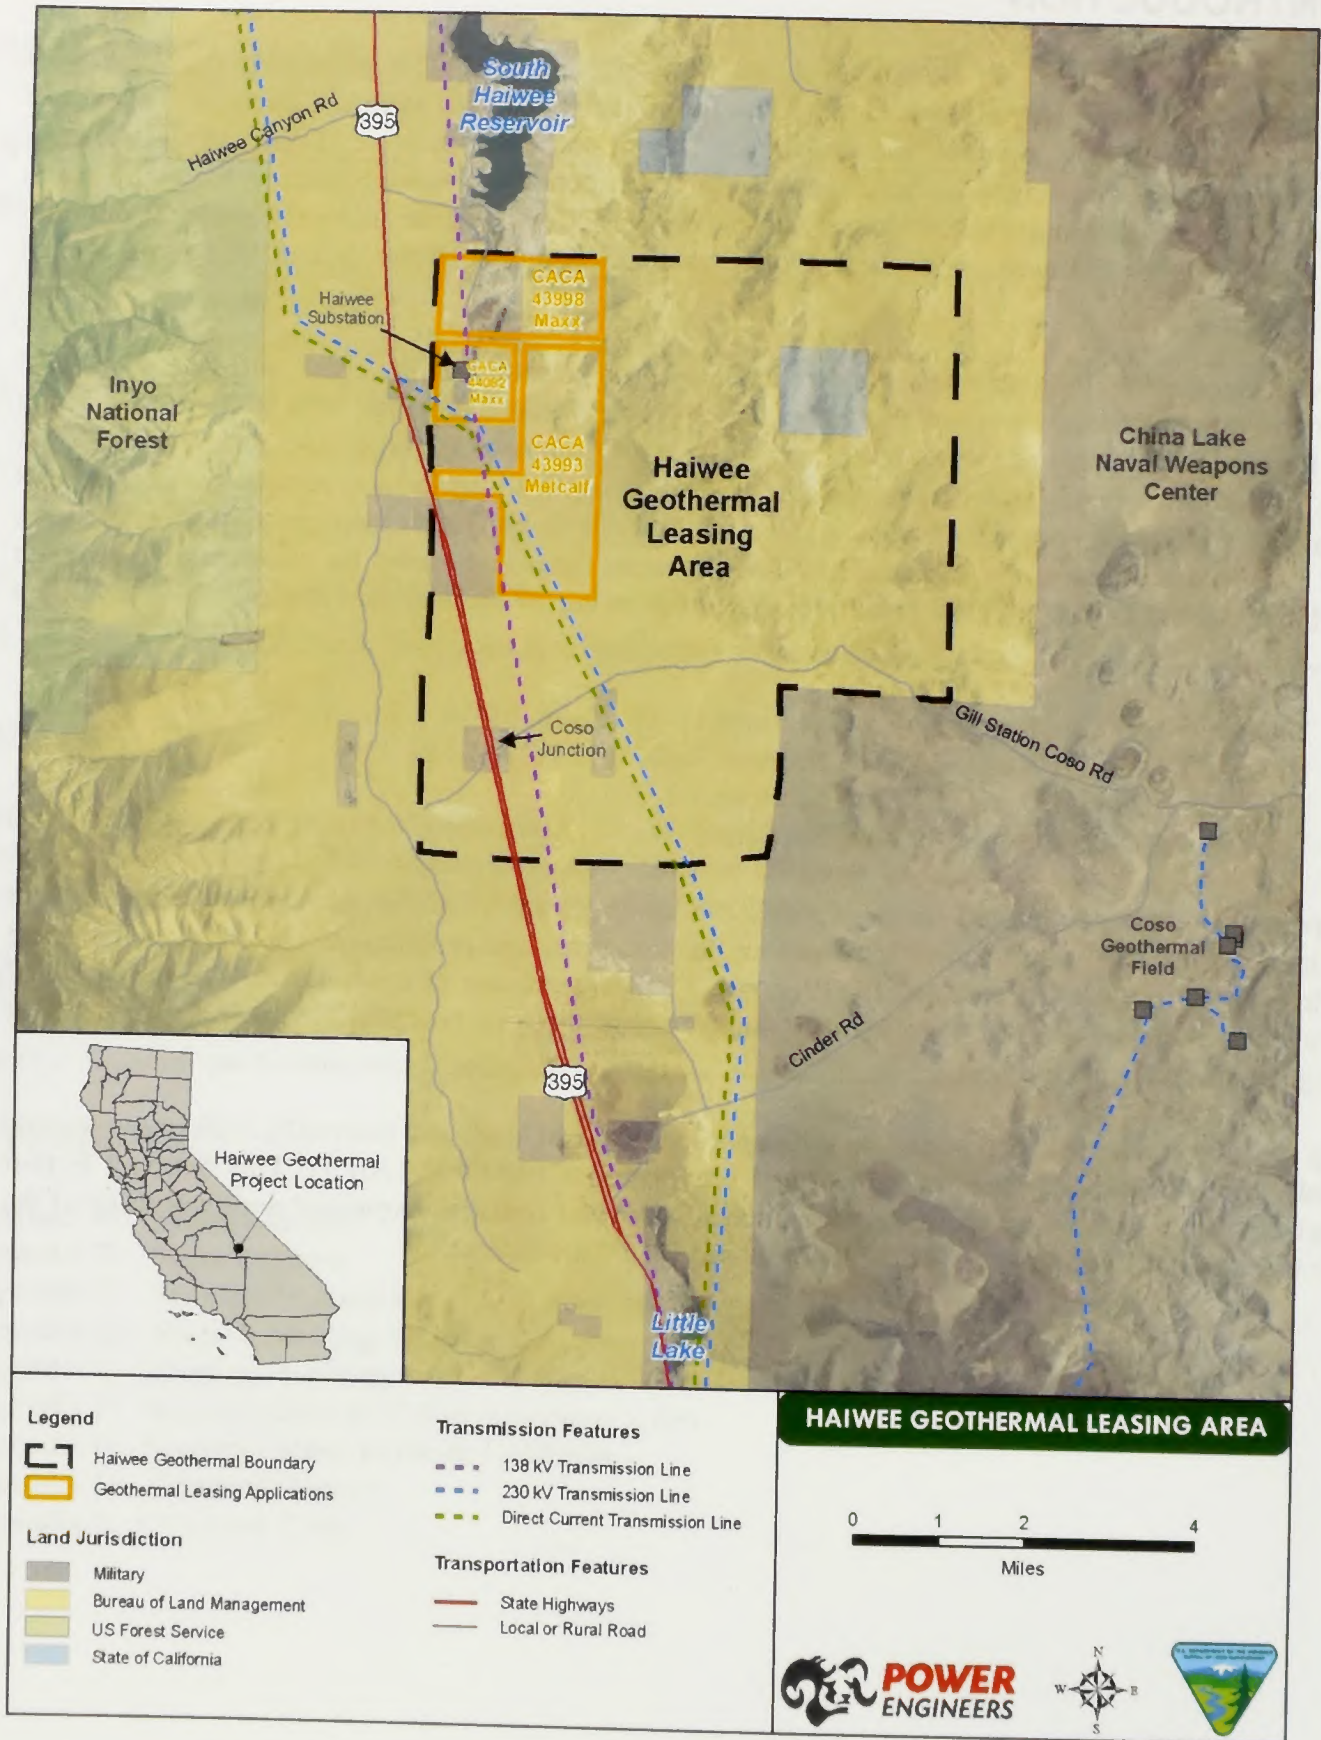 South
Haiwee
Reservoir
Haiwee Canyon Rd
395
CACA
43998
Maxx
Haiwee
Substation
CACA
44082
Maxx
Inyo
National
Forest
CACA
43993
Metcalf
Haiwee
Geothermal
Leasing
Area
China Lake
Naval Weapons
Center
Coso
Junction
Gill Station Coso Rd
Coso
Geothermal
Field
Cinder Rd
395
Haiwee Geothermal
Project Location
Little
Lake
Legend
Haiwee Geothermal Boundary
Geothermal Leasing Applications
Land Jurisdiction
Military
Bureau of Land Management
US Forest Service
State of California
Transmission Features
138 kV Transmission Line
230 kV Transmission Line
Direct Current Transmission Line
Transportation Features
State Highways
Local or Rural Road
HAIWEE GEOTHERMAL LEASING AREA
0 1 2 4
Miles
POWER
ENGINEERS
N
W E
S